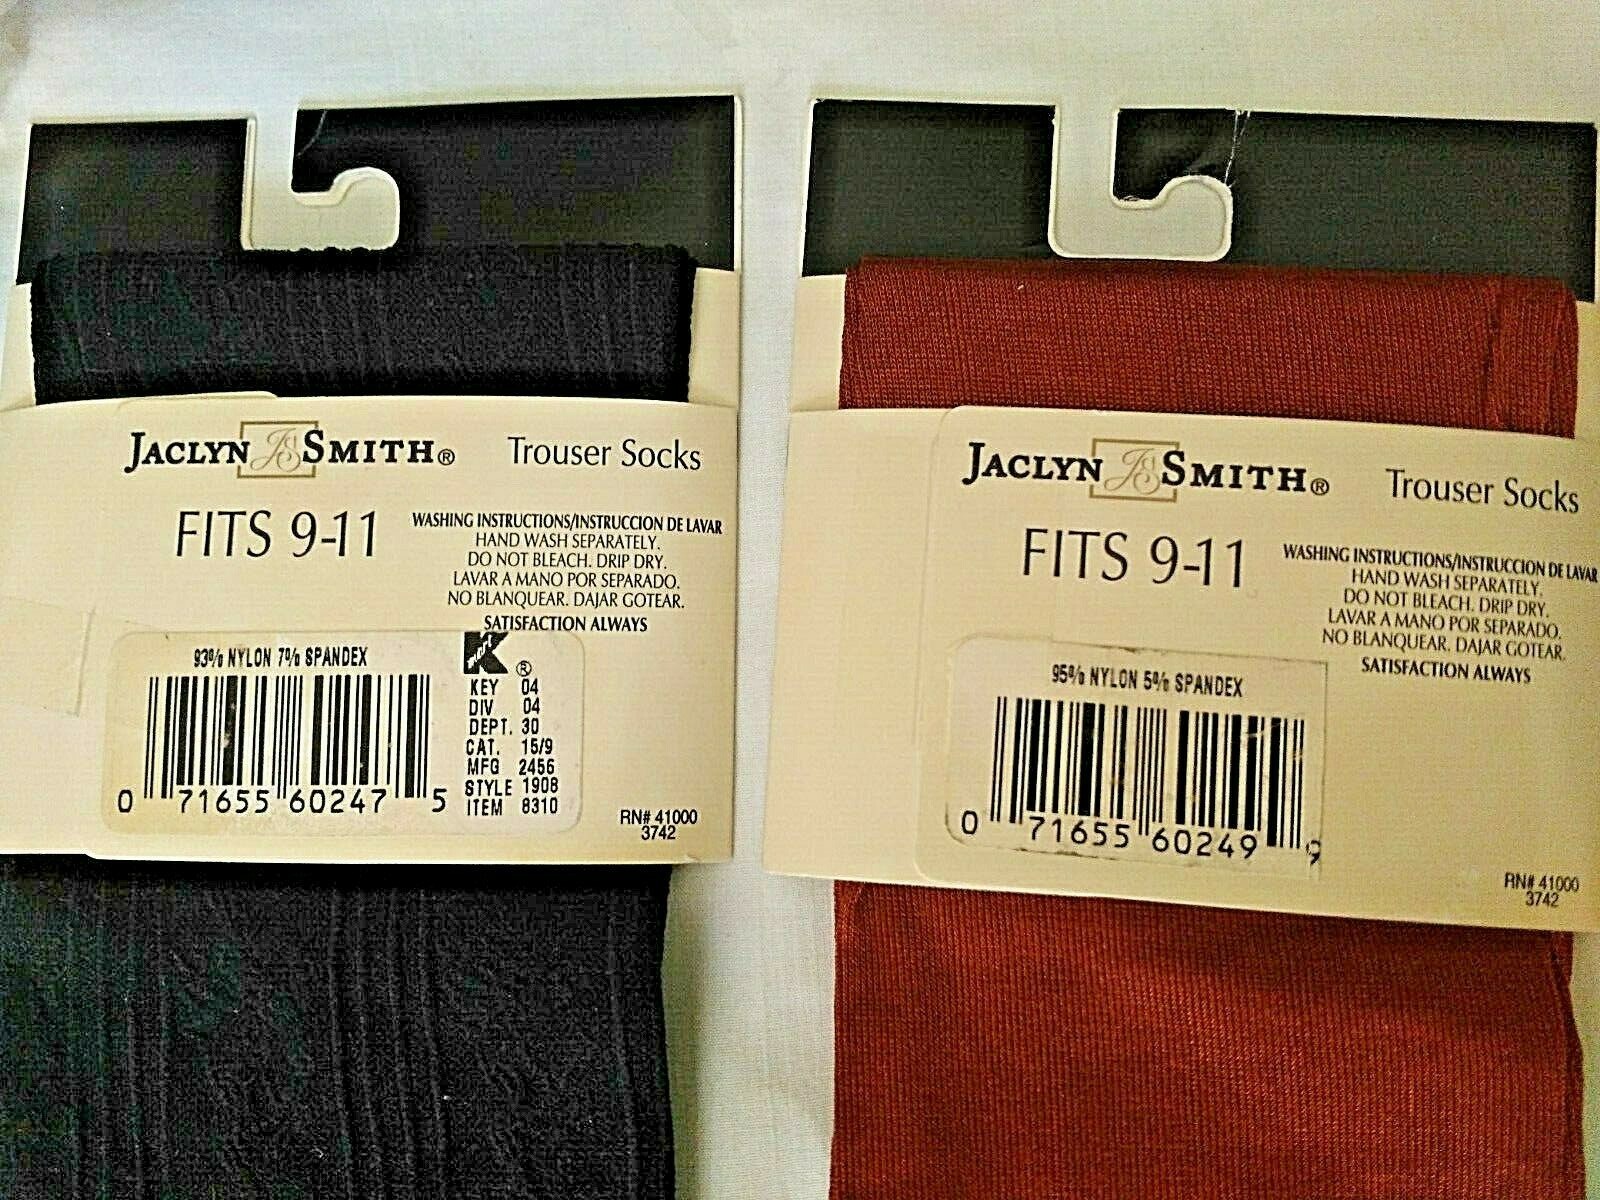 JACLYN JS SMITH® Trouser Socks
FITS 9-11
WASHING INSTRUCTIONS/INSTRUCCION DE LAVAR
HAND WASH SEPARATELY.
DO NOT BLEACH. DRIP DRY.
LAVAR A MANO POR SEPARADO.
NO BLANQUEAR. DAJAR GOTEAR.
SATISFACTION ALWAYS
93% NYLON 7% SPANDEX
K mart ®
KEY 04
DIV 04
DEPT. 30
CAT. 15/9
MFG 2456
STYLE 1908
ITEM 8310
0 71655 60247 5
RN# 41000
3742
JACLYN JS SMITH® Trouser Socks
FITS 9-11
WASHING INSTRUCTIONS/INSTRUCCION DE LAVAR
HAND WASH SEPARATELY.
DO NOT BLEACH. DRIP DRY.
LAVAR A MANO POR SEPARADO.
NO BLANQUEAR. DAJAR GOTEAR.
SATISFACTION ALWAYS
95% NYLON 5% SPANDEX
0 71655 60249 9
RN# 41000
3742